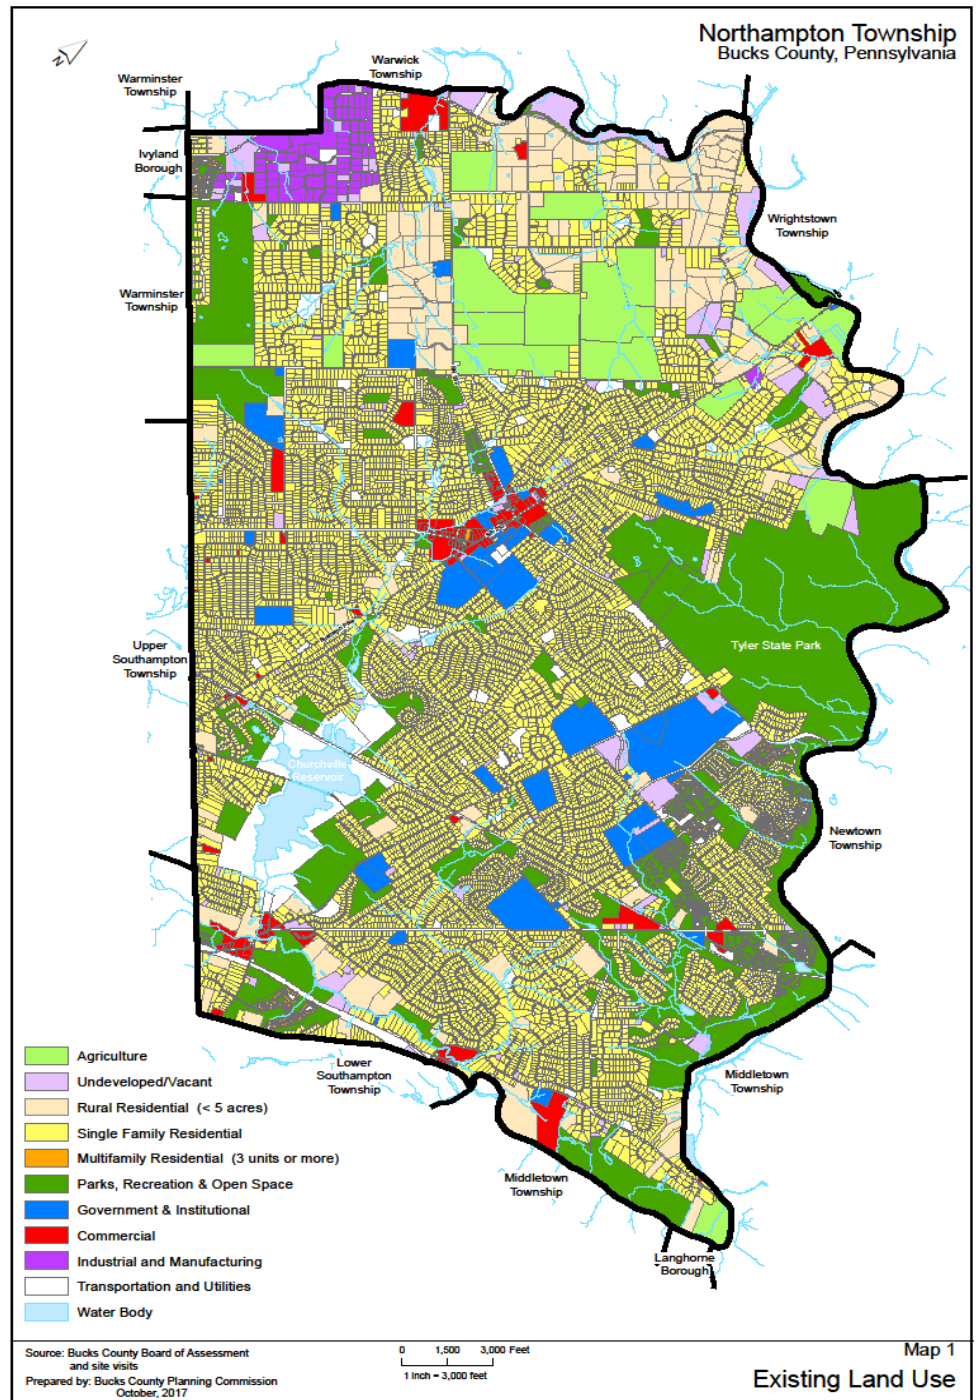 Northampton Township
Bucks County, Pennsylvania
N
Warwick
Township
Warminster
Township
Ivyland
Borough
Wrightstown
Township
Warminster
Township
Tyler State Park
Upper
Southampton
Township
Churchville
Reservoir
Newtown
Township
Lower
Southampton
Township
Middletown
Township
Middletown
Township
Langhorne
Borough
Agriculture
Undeveloped/Vacant
Rural Residential (< 5 acres)
Single Family Residential
Multifamily Residential (3 units or more)
Parks, Recreation & Open Space
Government & Institutional
Commercial
Industrial and Manufacturing
Transportation and Utilities
Water Body
Source: Bucks County Board of Assessment
and site visits
Prepared by: Bucks County Planning Commission
October, 2017
0 1,500 3,000 Feet
1 inch = 3,000 feet
Map 1
Existing Land Use